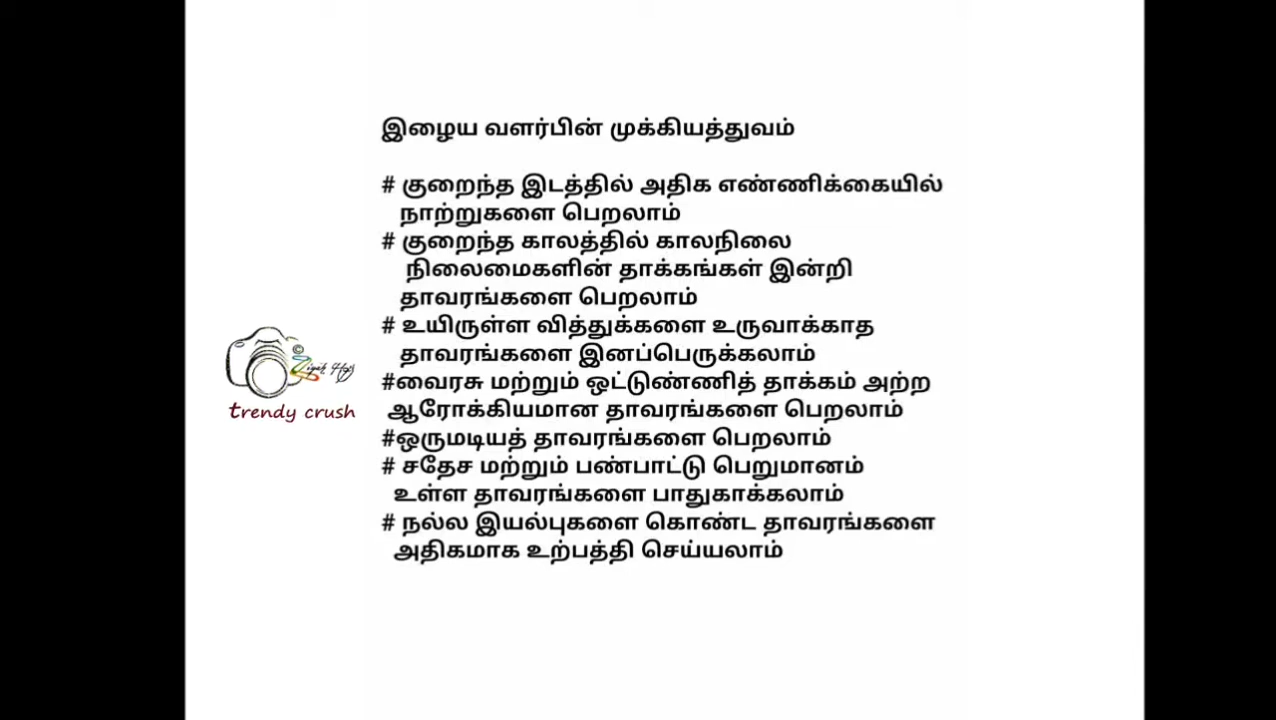 இழைய வளர்பின் முக்கியத்துவம்
# குறைந்த இடத்தில் அதிக எண்ணிக்கையில்
நாற்றுகளை பெறலாம்
# குறைந்த காலத்தில் காலநிலை
நிலைமைகளின் தாக்கங்கள் இன்றி
தாவரங்களை பெறலாம்
# உயிருள்ள வித்துக்களை உருவாக்காத
தாவரங்களை இனப்பெருக்கலாம்
#வைரசு மற்றும் ஒட்டுண்ணித் தாக்கம் அற்ற
ஆரோக்கியமான தாவரங்களை பெறலாம்
#ஒருமடியத் தாவரங்களை பெறலாம்
# சதேச மற்றும் பண்பாட்டு பெறுமானம்
உள்ள தாவரங்களை பாதுகாக்கலாம்
# நல்ல இயல்புகளை கொண்ட தாவரங்களை
அதிகமாக உற்பத்தி செய்யலாம்
trendy crush